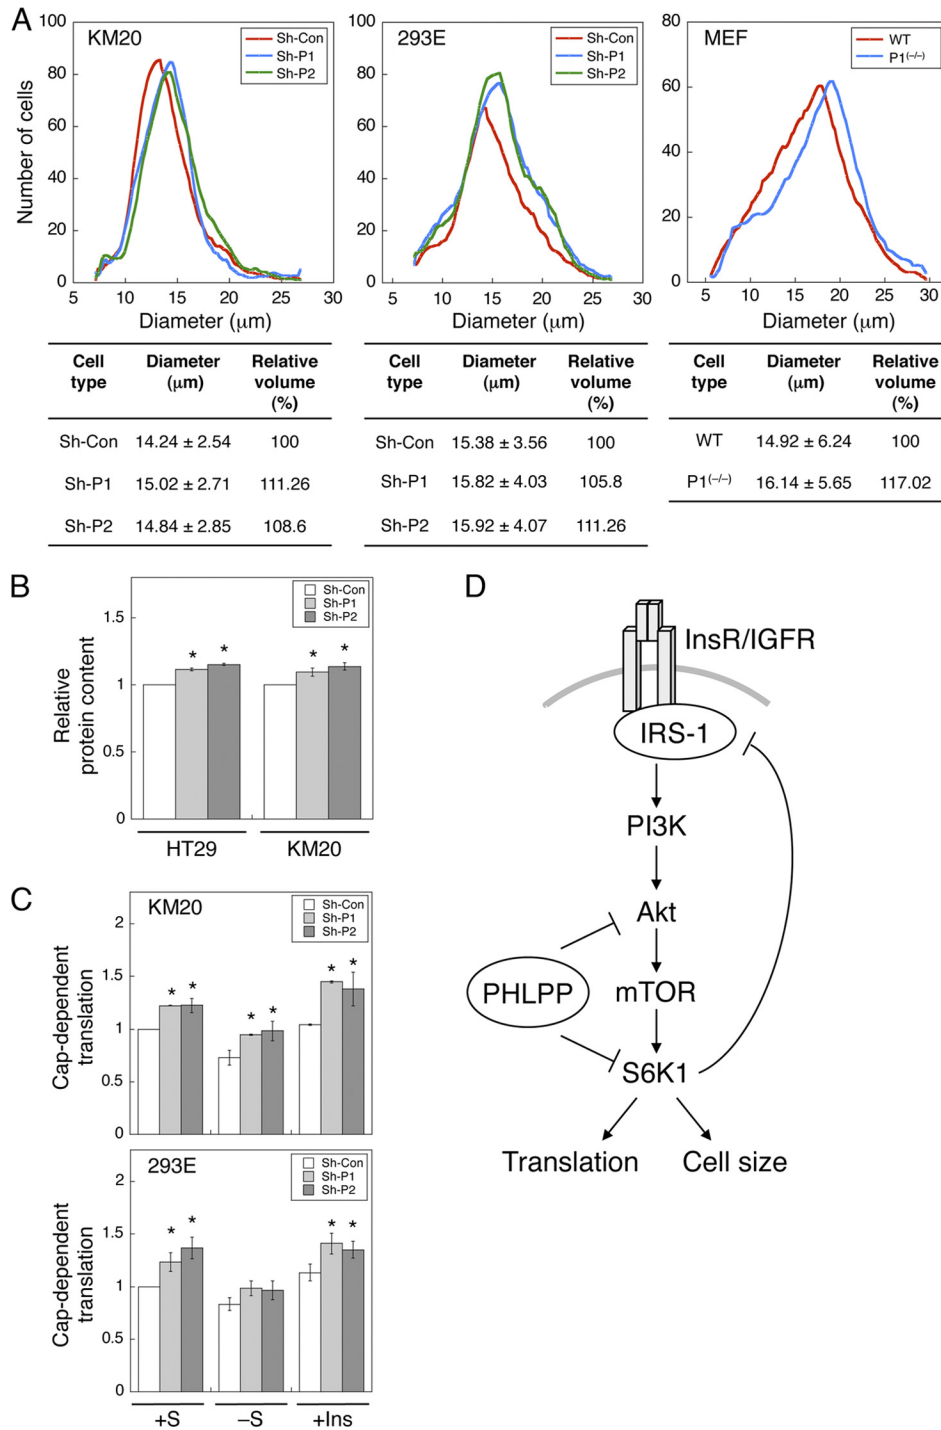 A
KM20
Sh-Con
Sh-P1
Sh-P2
Number of cells
100
80
60
40
20
0
5 10 15 20 25 30
Diameter (μm)
293E
Sh-Con
Sh-P1
Sh-P2
100
80
60
40
20
0
5 10 15 20 25 30
Diameter (μm)
MEF
WT
P1(–/–)
80
60
40
20
0
5 10 15 20 25 30
Diameter (μm)
Cell type Diameter (μm) Relative volume (%)
Sh-Con 14.24 ± 2.54 100
Sh-P1 15.02 ± 2.71 111.26
Sh-P2 14.84 ± 2.85 108.6
Cell type Diameter (μm) Relative volume (%)
Sh-Con 15.38 ± 3.56 100
Sh-P1 15.82 ± 4.03 105.8
Sh-P2 15.92 ± 4.07 111.26
Cell type Diameter (μm) Relative volume (%)
WT 14.92 ± 6.24 100
P1(–/–) 16.14 ± 5.65 117.02
B
Sh-Con
Sh-P1
Sh-P2
Relative
protein content
1.5
1
0.5
0
* * * *
HT29 KM20
C
KM20
Sh-Con
Sh-P1
Sh-P2
Cap-dependent
translation
2
1.5
1
0.5
0
* * * * * *
293E
Sh-Con
Sh-P1
Sh-P2
Cap-dependent
translation
2
1.5
1
0.5
0
* * * *
+S –S +Ins
D
InsR/IGFR
IRS-1
PI3K
Akt
PHLPP
mTOR
S6K1
Translation Cell size